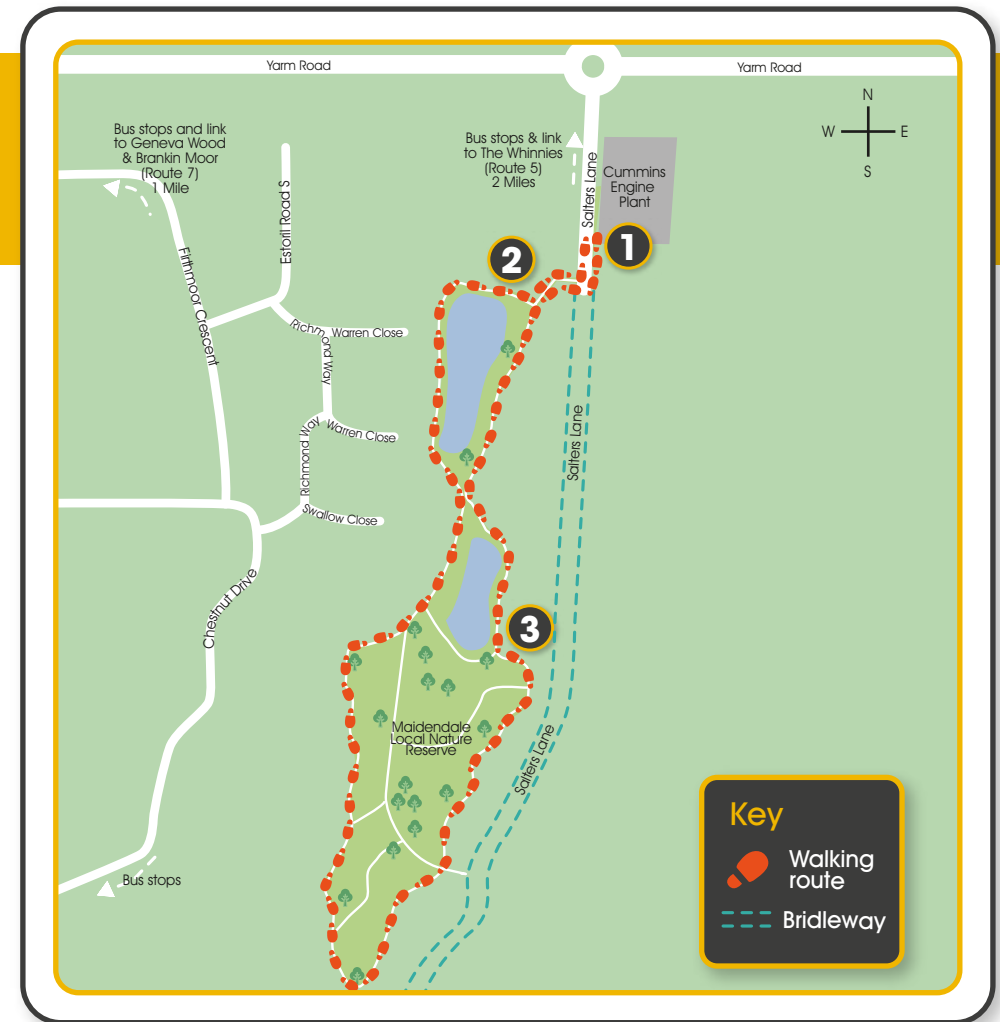 Yarm Road
Yarm Road
N
W
E
S
Bus stops and link
to Geneva Wood
& Brankin Moor
(Route 7)
1 Mile
Bus stops & link
to The Whinnies
(Route 5)
2 Miles
Salters Lane
Cummins
Engine
Plant
Estoril Road S
Firthmoor Crescent
1
2
Richmond Way
Warren Close
Richmond Way
Warren Close
Salters Lane
Swallow Close
Chestnut Drive
3
Maidendale
Local Nature
Reserve
Salters Lane
Bus stops
Key
Walking
route
Bridleway